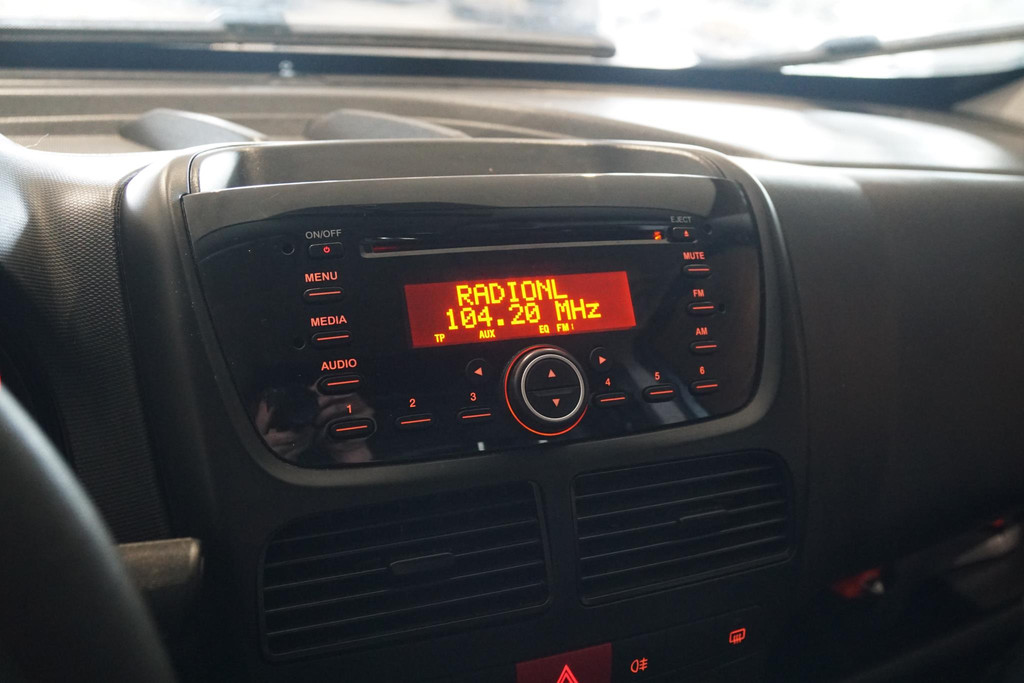 ON/OFF
EJECT
MENU
MUTE
RADIONL
104.20 MHz
TP AUX EQ FM1
FM
MEDIA
AM
AUDIO
1 2 3 4 5 6